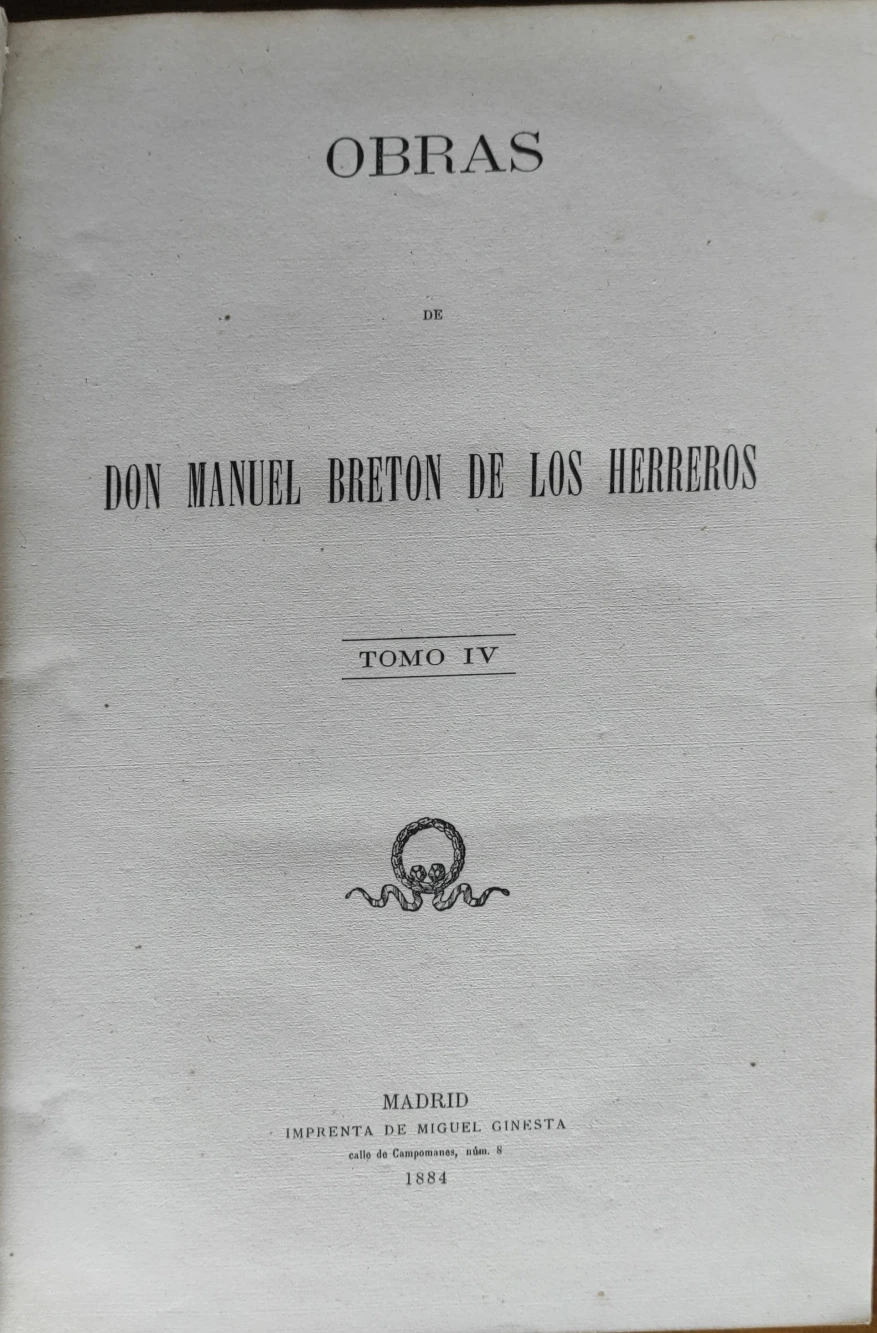 OBRAS
DE
DON MANUEL BRETON DE LOS HERREROS
TOMO IV
MADRID
IMPRENTA DE MIGUEL GINESTA
calle de Campomanes, núm. 8
1884